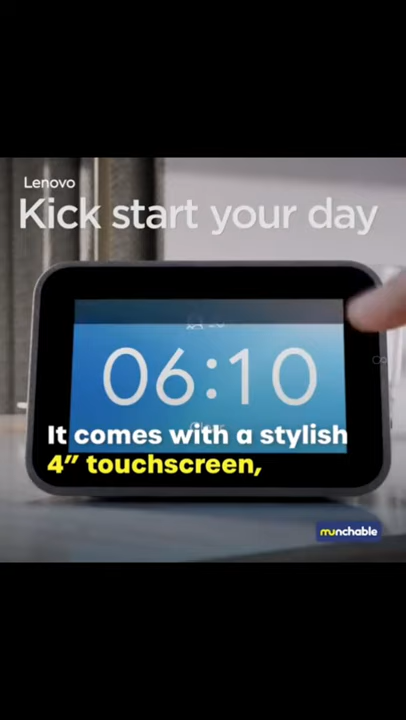 Lenovo
Kick start your day
06:10
It comes with a stylish
4” touchscreen,
munchable